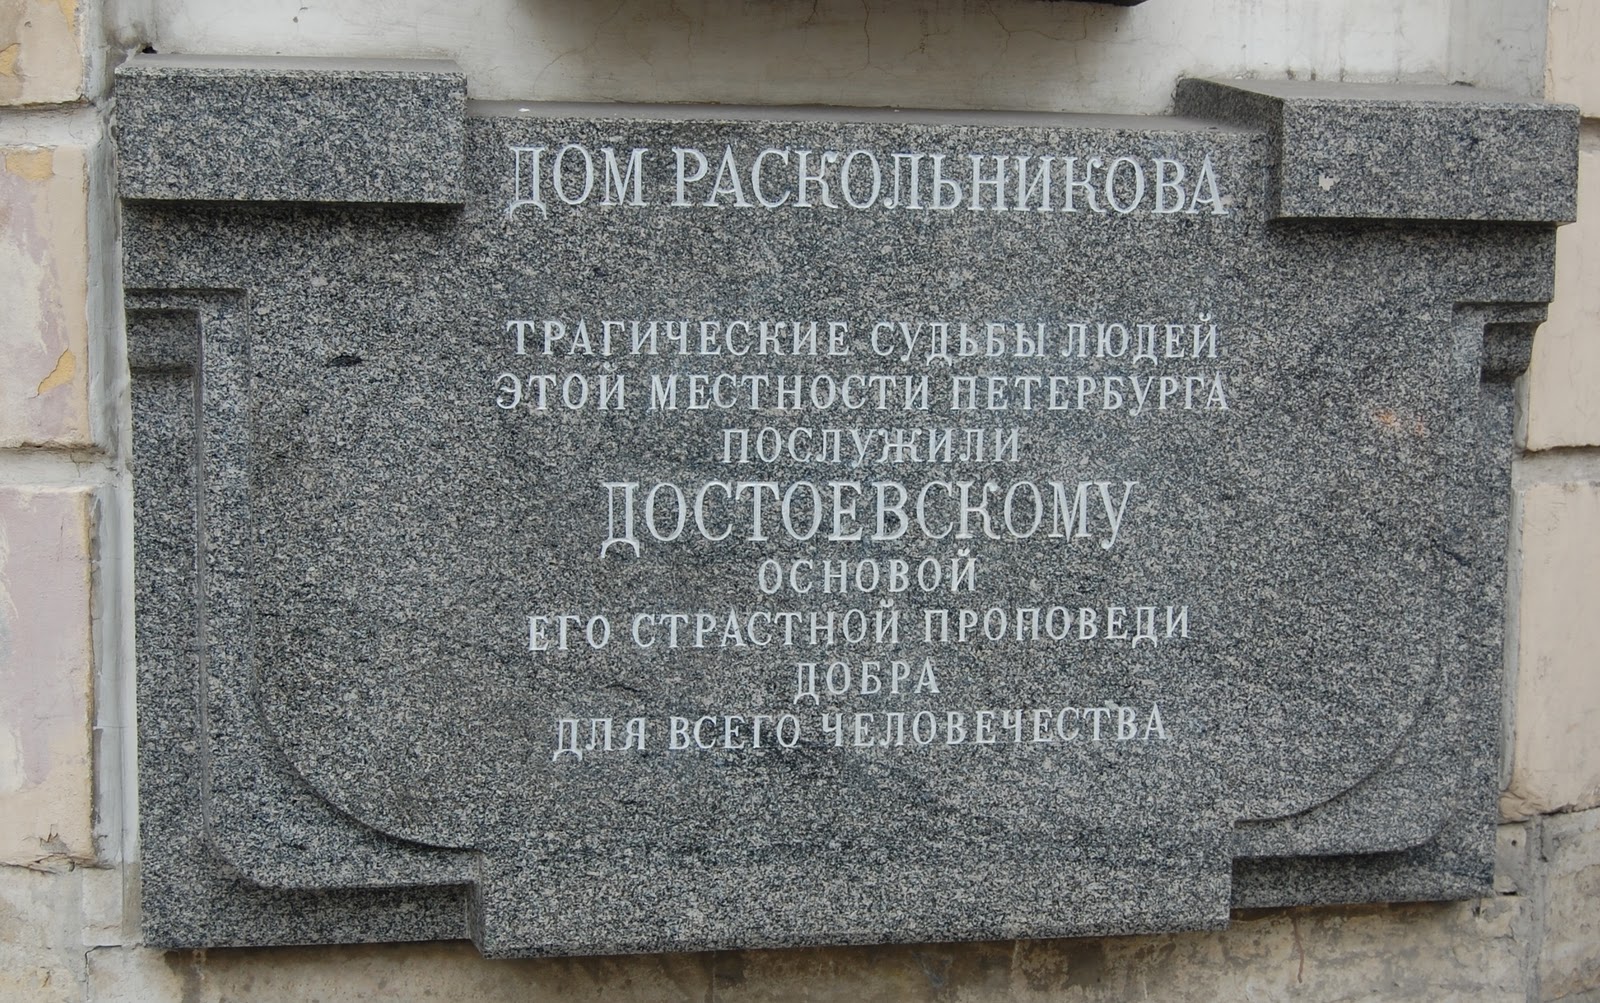 ДОМ РАСКОЛЬНИКОВА
ТРАГИЧЕСКИЕ СУДЬБЫ ЛЮДЕЙ
ЭТОЙ МЕСТНОСТИ ПЕТЕРБУРГА
ПОСЛУЖИЛИ
ДОСТОЕВСКОМУ
ОСНОВОЙ
ЕГО СТРАСТНОЙ ПРОПОВЕДИ
ДОБРА
ДЛЯ ВСЕГО ЧЕЛОВЕЧЕСТВА